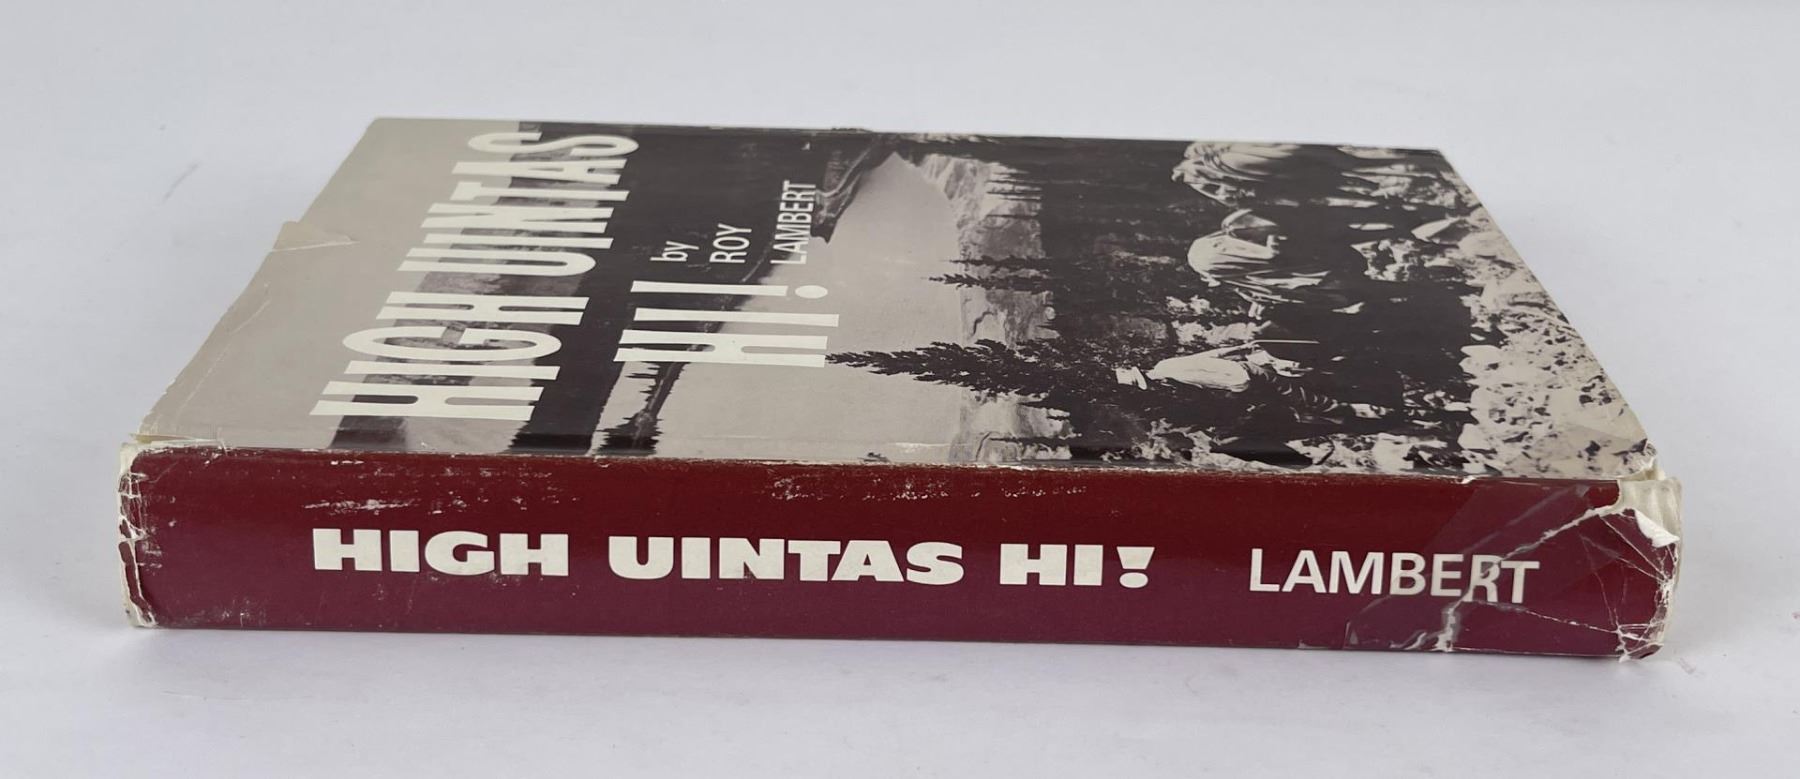 HIGH UINTAS
HI!
by
ROY
LAMBERT
HIGH UINTAS HI! LAMBERT